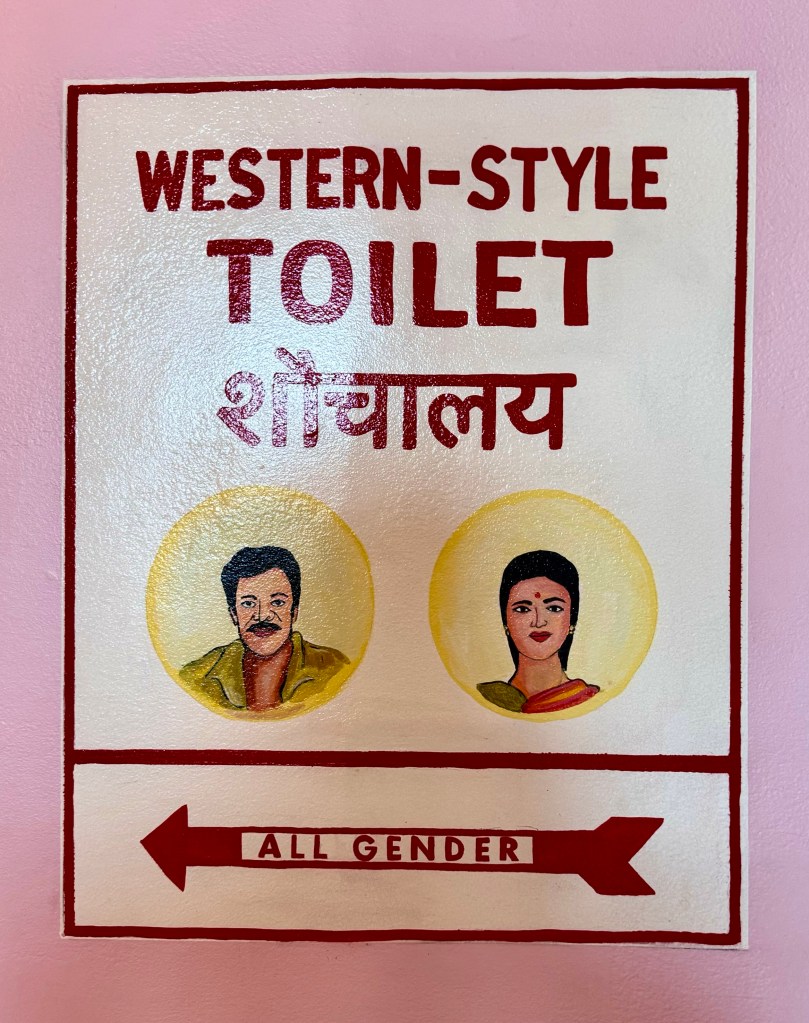 WESTERN-STYLE
TOILET
शौचालय
ALL GENDER